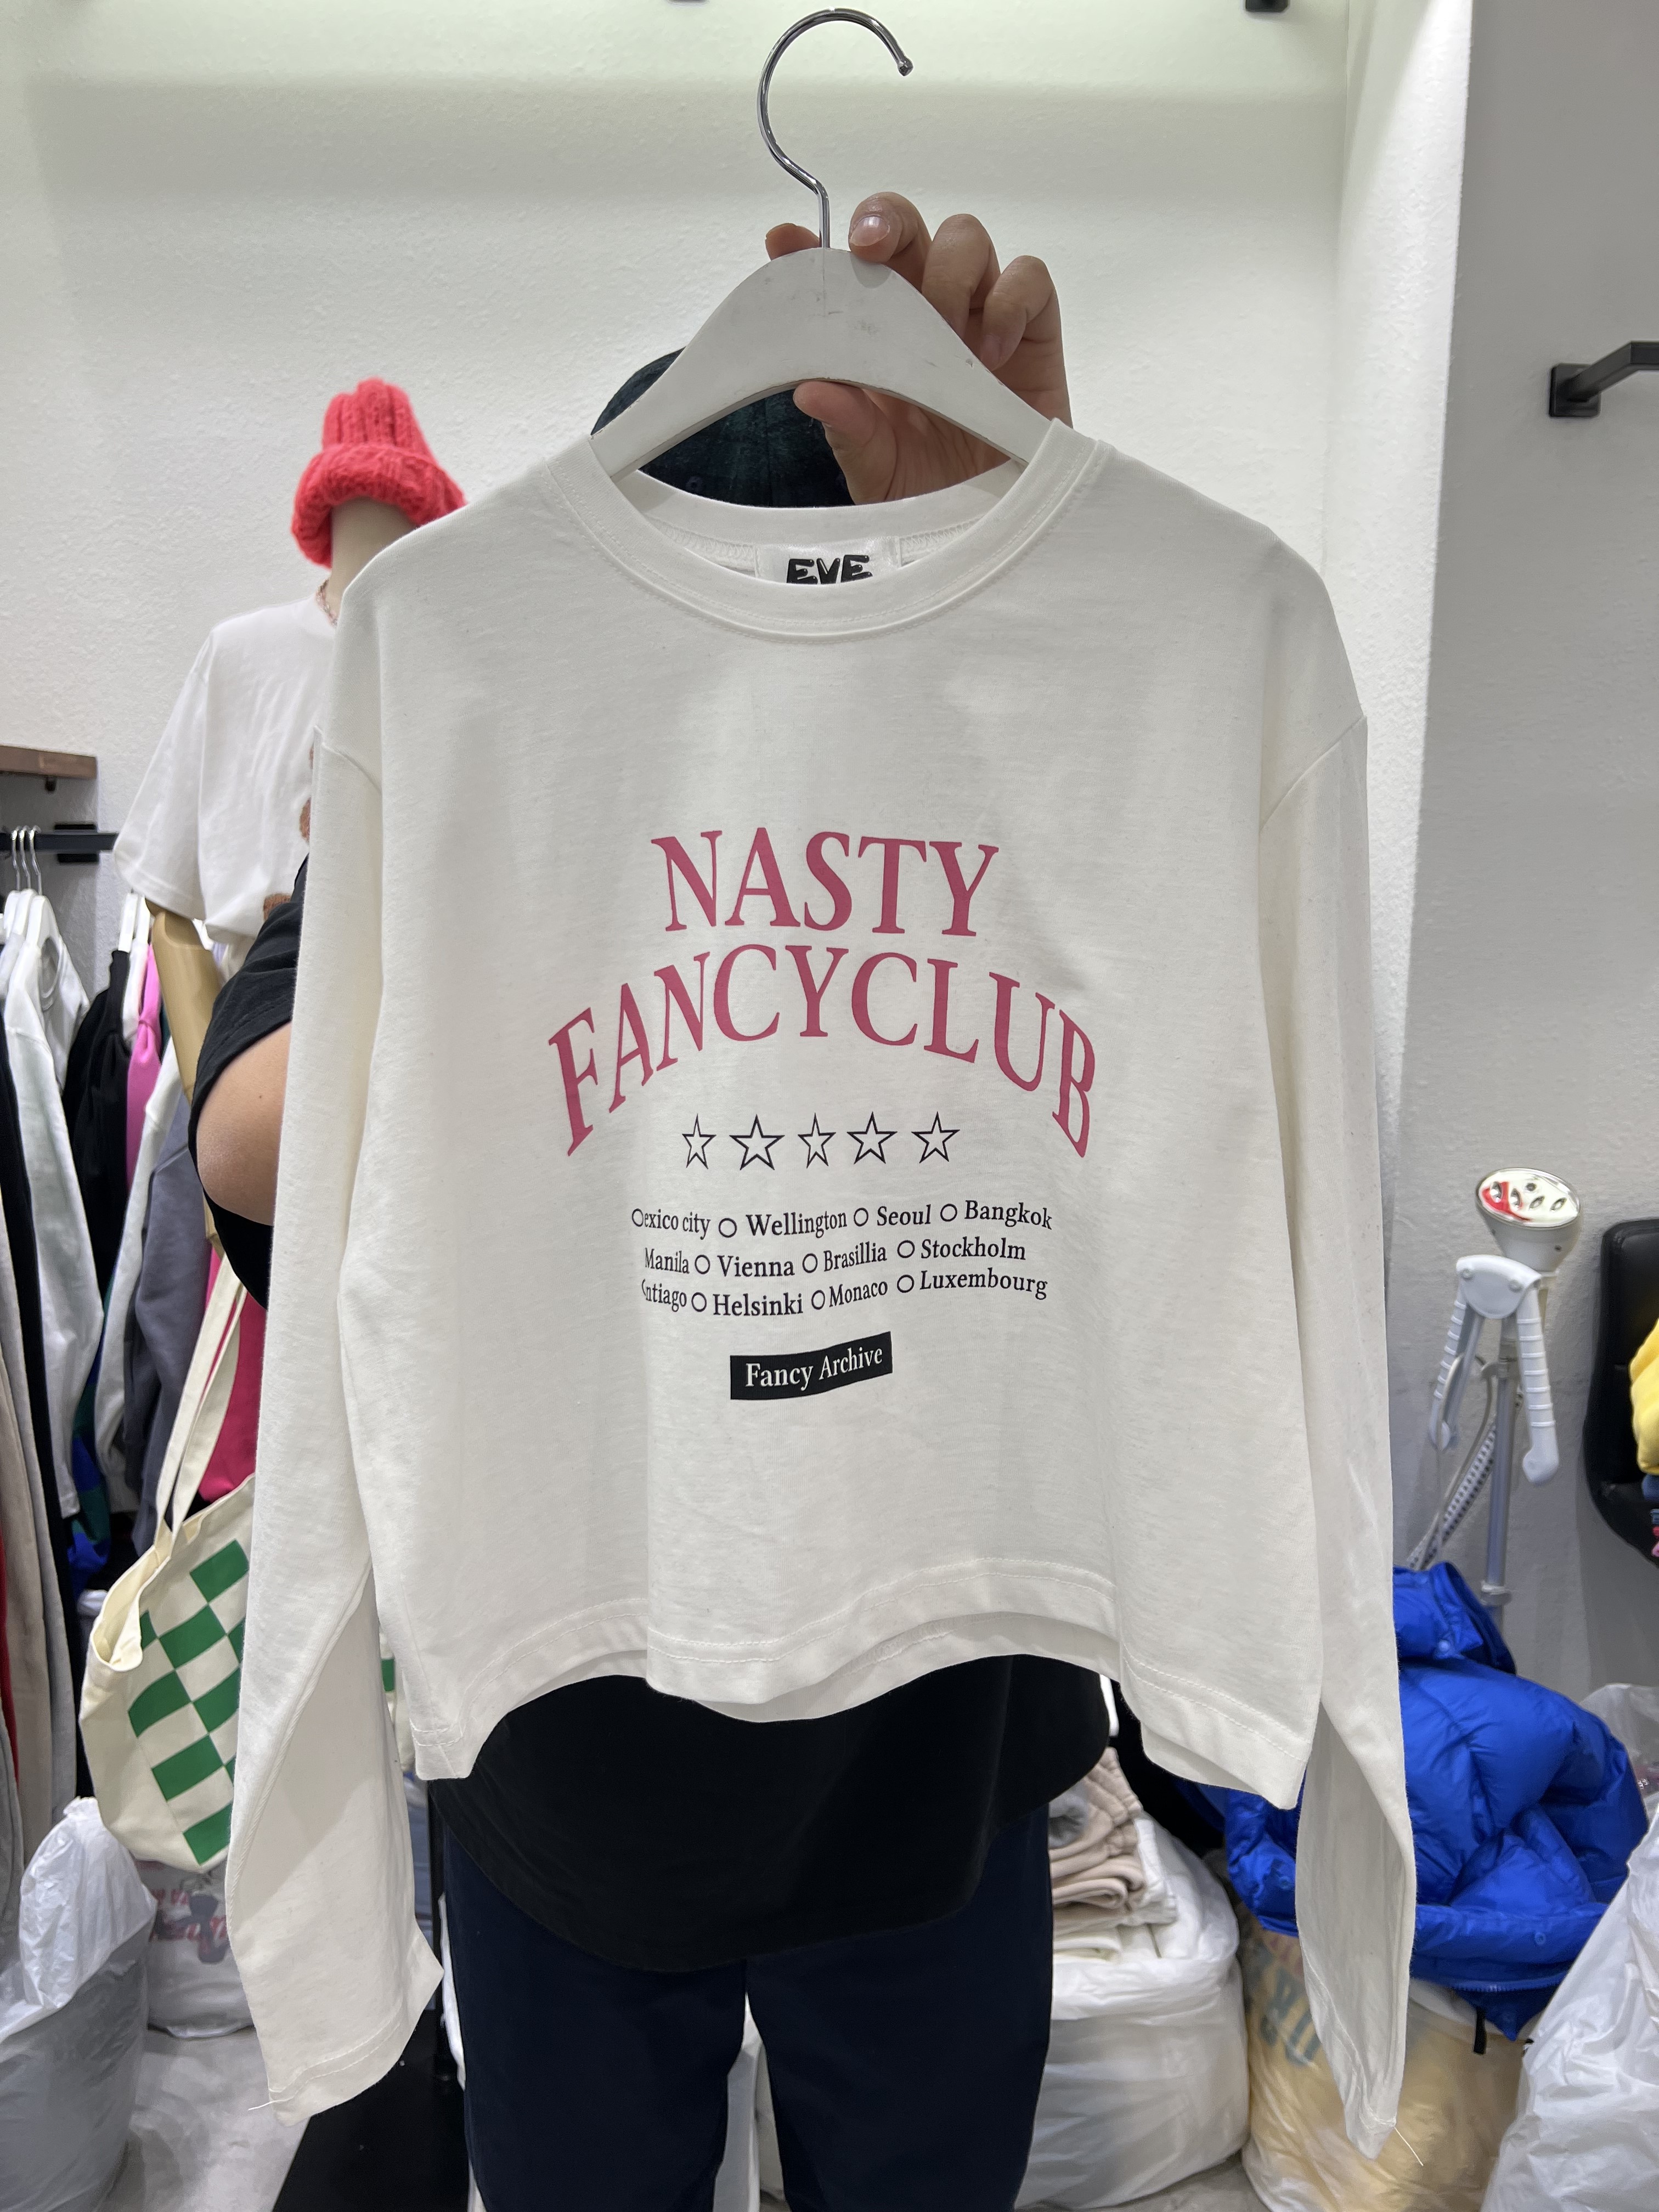 EVE
NASTY
FANCYCLUB
☆☆☆☆☆
exico city ○ Wellington ○ Seoul ○ Bangkok
Manila ○ Vienna ○ Brasillia ○ Stockholm
ntiago ○ Helsinki ○ Monaco ○ Luxembourg
Fancy Archive